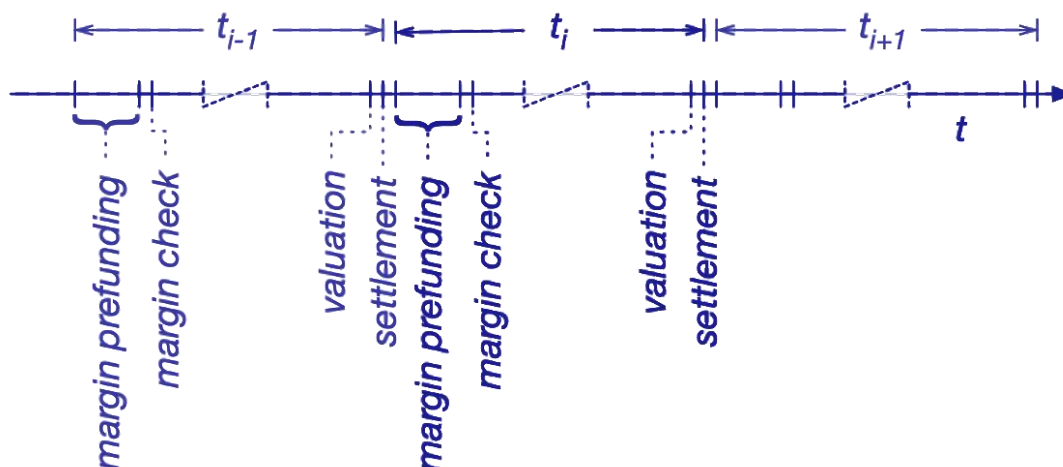 t_{i-1}
t_i
t_{i+1}
t
margin prefunding
margin check
valuation
settlement
margin prefunding
margin check
valuation
settlement